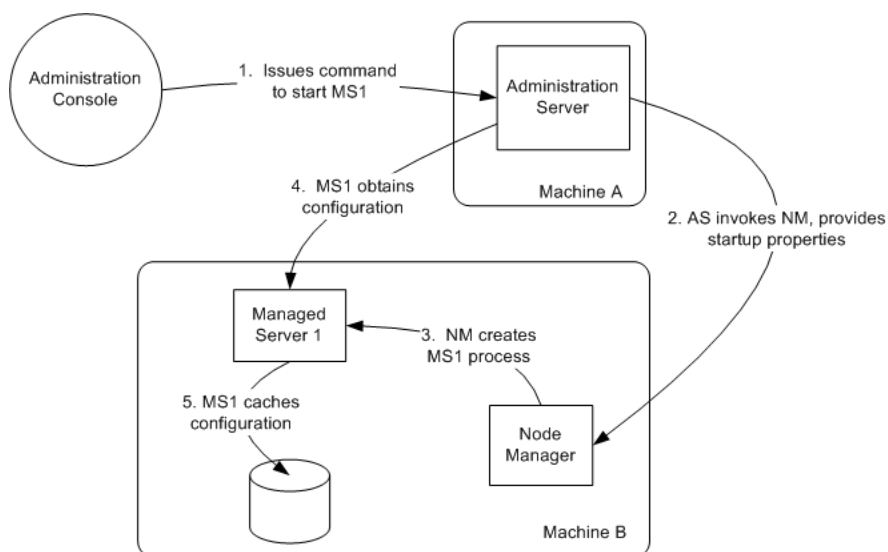 Administration
Console
1.  Issues command
to start MS1
Administration
Server
Machine A
2. AS invokes NM, provides
startup properties
4.  MS1 obtains
configuration
Managed
Server 1
3.  NM creates
MS1 process
5. MS1 caches
configuration
Node
Manager
Machine B